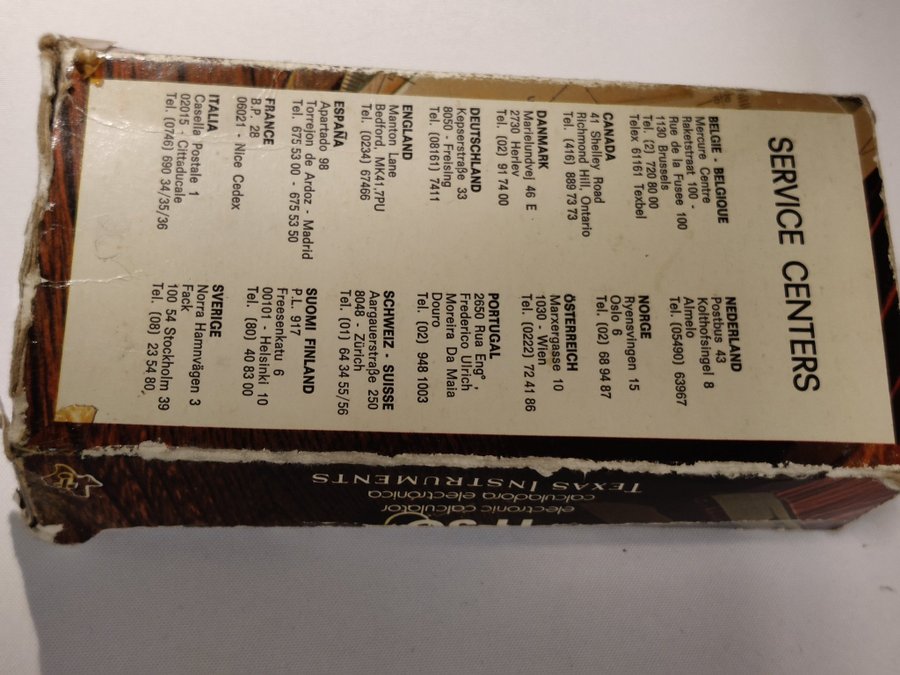 SERVICE CENTERS
BELGIE - BELGIQUE
Mercure Centre
Raketstraat 100 -
Rue de la Fusee 100
1130 Brussels
Tel. (2) 720 80 00
Telex 61161 Texbel
CANADA
41 Shelley Road
Richmond Hill, Ontario
Tel. (416) 889 73 73
DANMARK
Marielundvej 46 E
2730 Herlev
Tel. (02) 91 74 00
DEUTSCHLAND
Kepserstraße 33
8050 - Freising
Tel. (08161) 7411
ENGLAND
Manton Lane
Bedford, MK41,7PU
Tel. (0234) 67466
ESPAÑA
Apartado 98
Torrejon de Ardoz - Madrid
Tel. 675 53 00 - 675 53 50
FRANCE
B.P. 28
06021 - Nice Cedex
ITALIA
Casella Postale 1
02015 - Cittaducale
Tel. (0746) 690 34/35/36
NEDERLAND
Postbus 43
Kolthofsingel 8
Almelo
Tel. (05490) 63967
NORGE
Ryensvingen 15
Oslo 6
Tel. (02) 68 94 87
ÖSTERREICH
Marxergasse 10
1030 - Wien
Tel. (0222) 72 41 86
PORTUGAL
2650 Rua Eng°,
Frederico Ulrich
Moreira Da Maia
Douro
Tel. (02) 948 1003
SCHWEIZ - SUISSE
Aargauerstraße 250
8048 - Zürich
Tel. (01) 64 34 55/56
SUOMI FINLAND
P.L. 917
Freesenkatu 6
00101 - Helsinki 10
Tel. (80) 40 83 00
SVERIGE
Norra Hamnvägen 3
Fack
100 54 Stockholm 39
Tel. (08) 23 54 80
electronic calculator
calculadora electrónica
TEXAS INSTRUMENTS